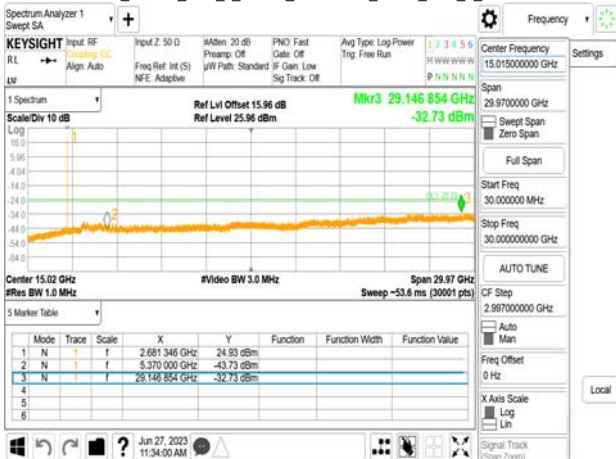 Spectrum Analyzer 1
Swept SA
Frequency
Settings
KEYSIGHT
RL
Input: RF
Coupling: DC
Align: Auto
Input Z: 50 Ω
Freq Ref: Int (S)
NFE: Adaptive
#Atten: 20 dB
Preamp: Off
µW Path: Standard
PNO: Fast
Gate: Off
IF Gain: Low
Sig Track: Off
Avg Type: Log-Power
Trig: Free Run
1 2 3 4 5 6
M W W W W W
P N N N N N
1 Spectrum
Scale/Div 10 dB
Ref Lvl Offset 15.96 dB
Ref Level 25.96 dBm
Mkr3 29.146 854 GHz
-32.73 dBm
Log
16.0
5.96
-4.04
-14.0
-24.0
-34.0
-44.0
-54.0
-64.0
1
2
3
Center 15.02 GHz
#Res BW 1.0 MHz
#Video BW 3.0 MHz
Span 29.97 GHz
Sweep ~53.6 ms (30001 pts)
5 Marker Table
Mode Trace Scale X Y Function Function Width Function Value
1 N 1 f 2.681 346 GHz 24.93 dBm
2 N 1 f 5.370 000 GHz -43.73 dBm
3 N 1 f 29.146 854 GHz -32.73 dBm
4
5
6
Jun 27, 2023
11:34:00 AM
Center Frequency
15.015000000 GHz
Span
29.9700000 GHz
Swept Span
Zero Span
Full Span
Start Freq
30.000000 MHz
Stop Freq
30.000000000 GHz
AUTO TUNE
CF Step
2.997000000 GHz
Auto
Man
Freq Offset
0 Hz
X Axis Scale
Log
Lin
Signal Track
(Span Zoom)
Local